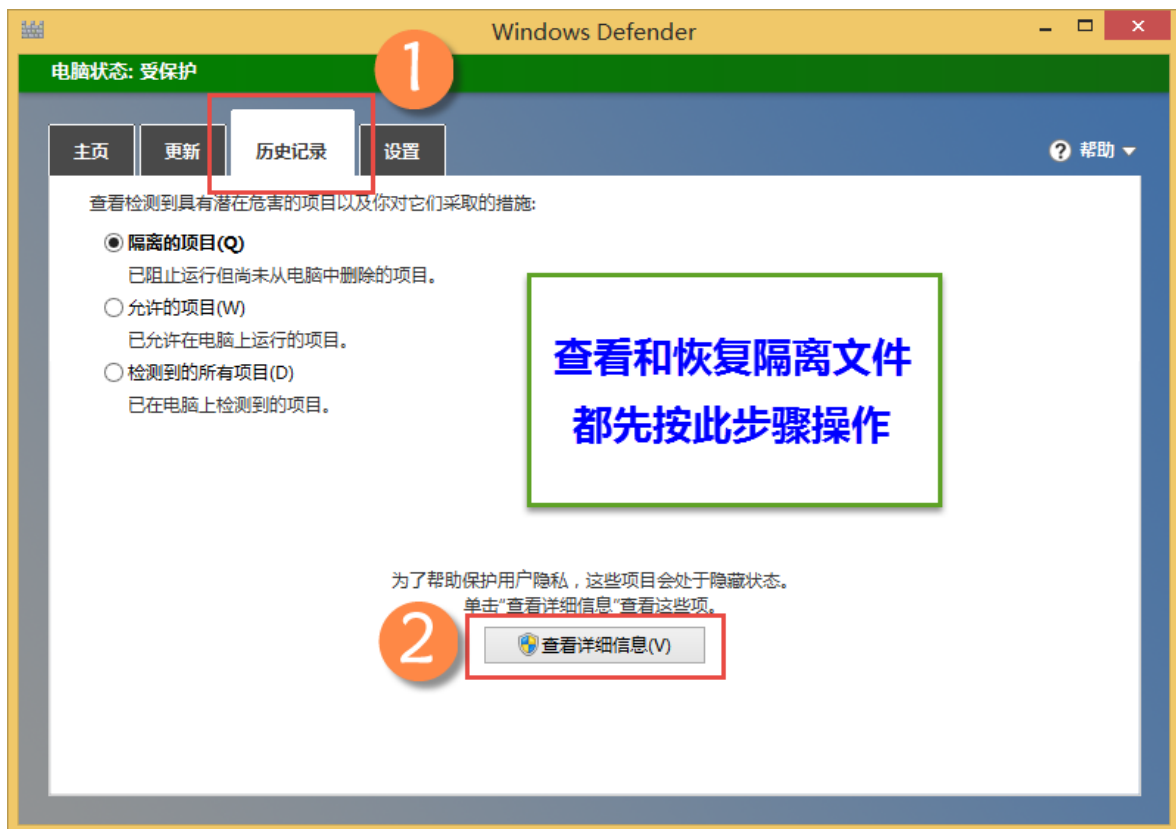 Windows Defender
电脑状态: 受保护
1
主页 更新 历史记录 设置 帮助
查看检测到具有潜在危害的项目以及你对它们采取的措施:
隔离的项目(Q)
已阻止运行但尚未从电脑中删除的项目。
允许的项目(W)
已允许在电脑上运行的项目。
检测到的所有项目(D)
已在电脑上检测到的项目。
查看和恢复隔离文件
都先按此步骤操作
为了帮助保护用户隐私，这些项目会处于隐藏状态。
单击"查看详细信息"查看这些项。
2
查看详细信息(V)